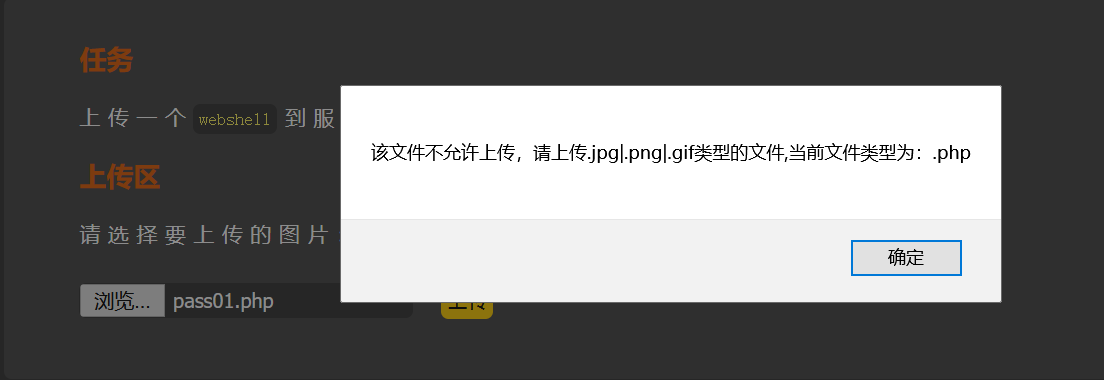 任务
上传一个 webshell 到服
该文件不允许上传，请上传.jpg|.png|.gif类型的文件,当前文件类型为：.php
上传区
请选择要上传的图片
确定
浏览... pass01.php 上传